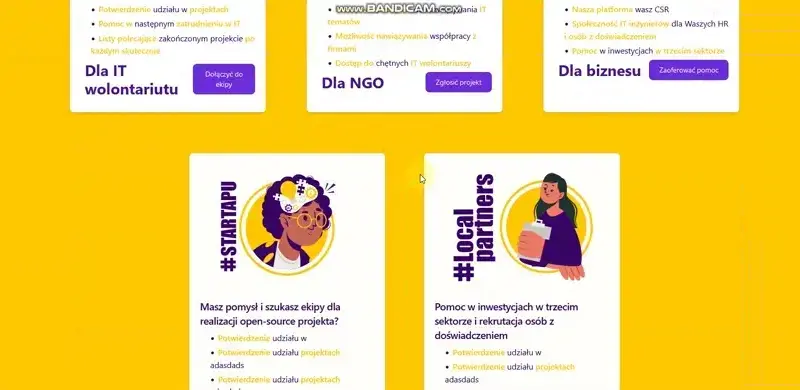 www.BANDICAM.com
Potwierdzenie udziału w projektach
Pomoc w następnym zatrudnieniu w IT
Listy polecające zakończonym projekcie po
każdym skutecznie
Dla IT
wolontariutu
Dołączyć do
ekipy
IT
tematów
Możliwość nawiązywania współpracy z
firmami
Dostęp do chętnych IT wolontariuszy
Dla NGO
Zgłosić projekt
Nasza platforma wasz CSR
Społeczność IT inżynierów dla Waszych HR
i osób z doświadczeniem
Pomoc w inwestycjach w trzecim sektorze
Dla biznesu
Zaoferować pomoc
#STARTAPU
Masz pomysł i szukasz ekipy dla
realizacji open-source projekta?
Potwierdzenie udziału w
Potwierdzenie udziału projektach
adasdads
Potwierdzenie udziału projektach
#Local
partners
Pomoc w inwestycjach w trzecim
sektorze i rekrutacja osób z
doświadczeniem
Potwierdzenie udziału w
Potwierdzenie udziału projektach
adasdads